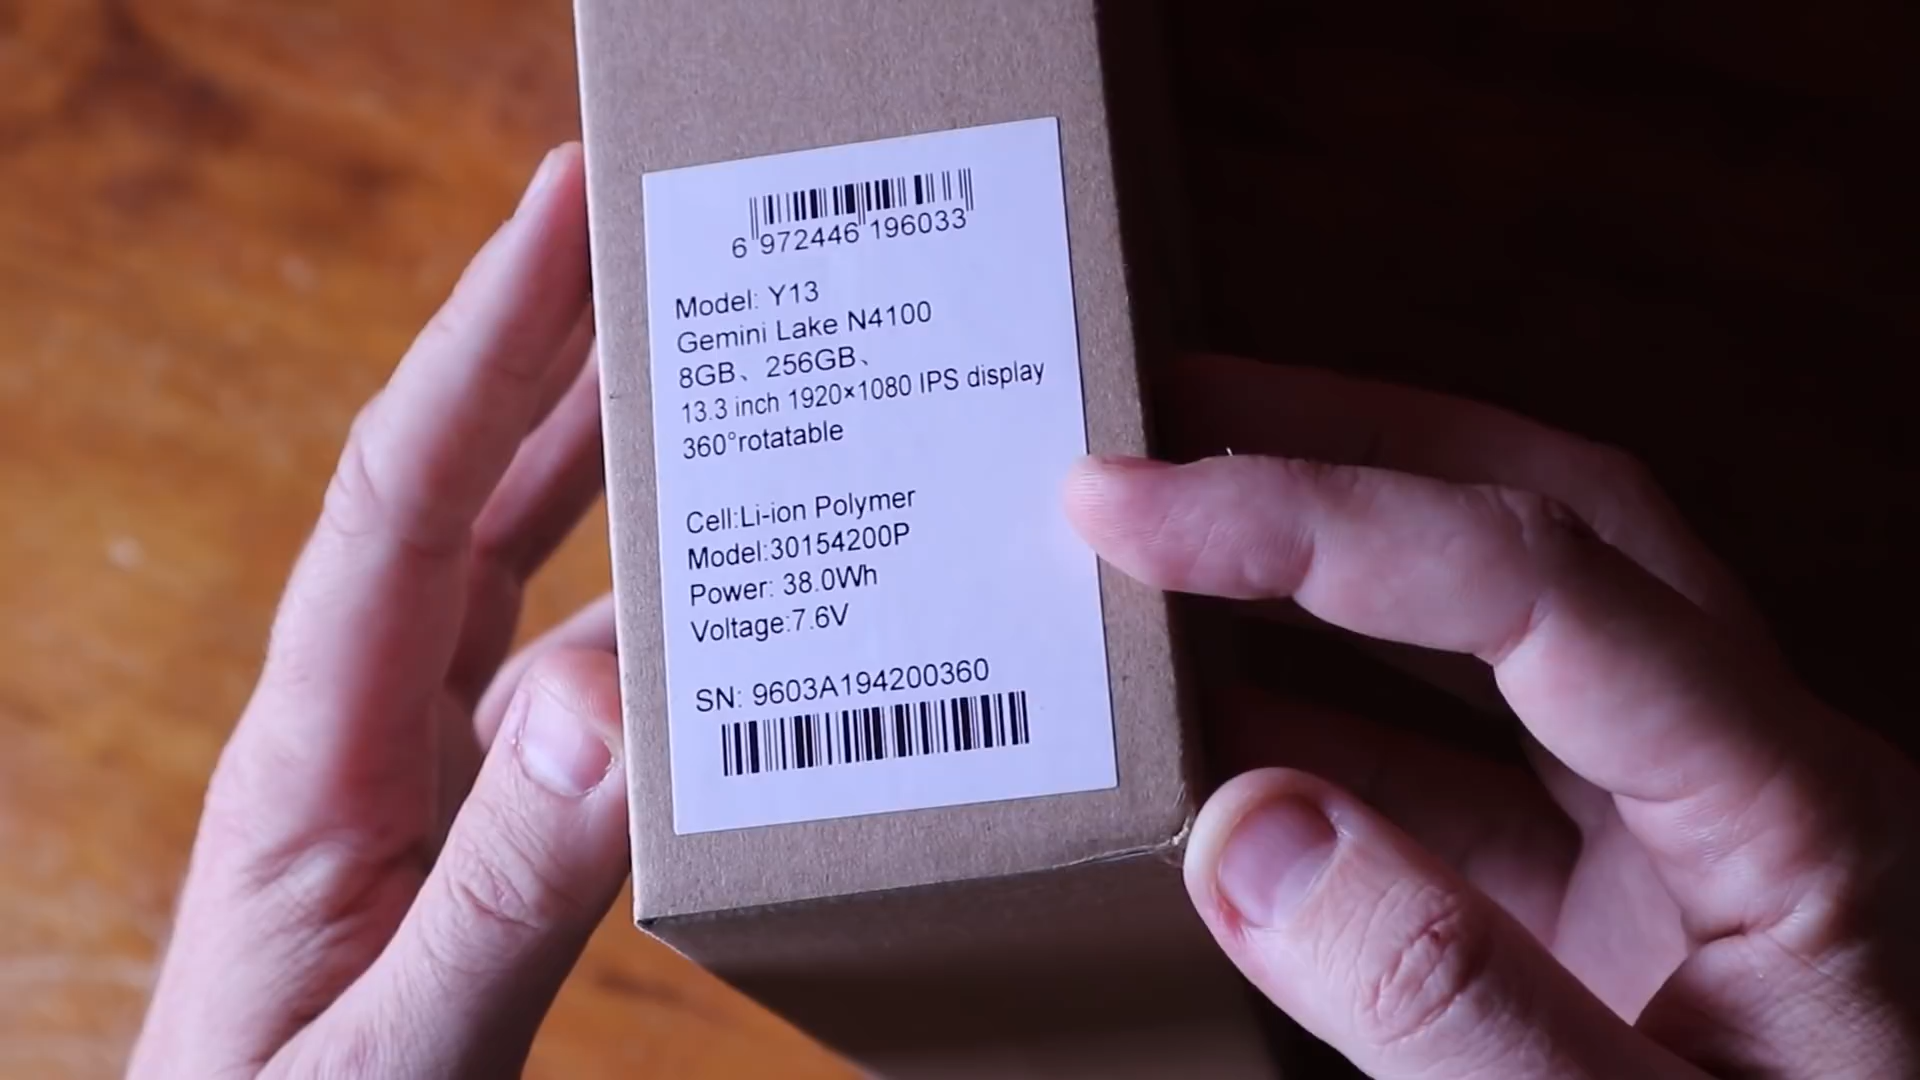 6 972446 196033
Model: Y13
Gemini Lake N4100
8GB、256GB、
13.3 inch 1920×1080 IPS display
360°rotatable
Cell:Li-ion Polymer
Model:30154200P
Power: 38.0Wh
Voltage:7.6V
SN: 9603A194200360